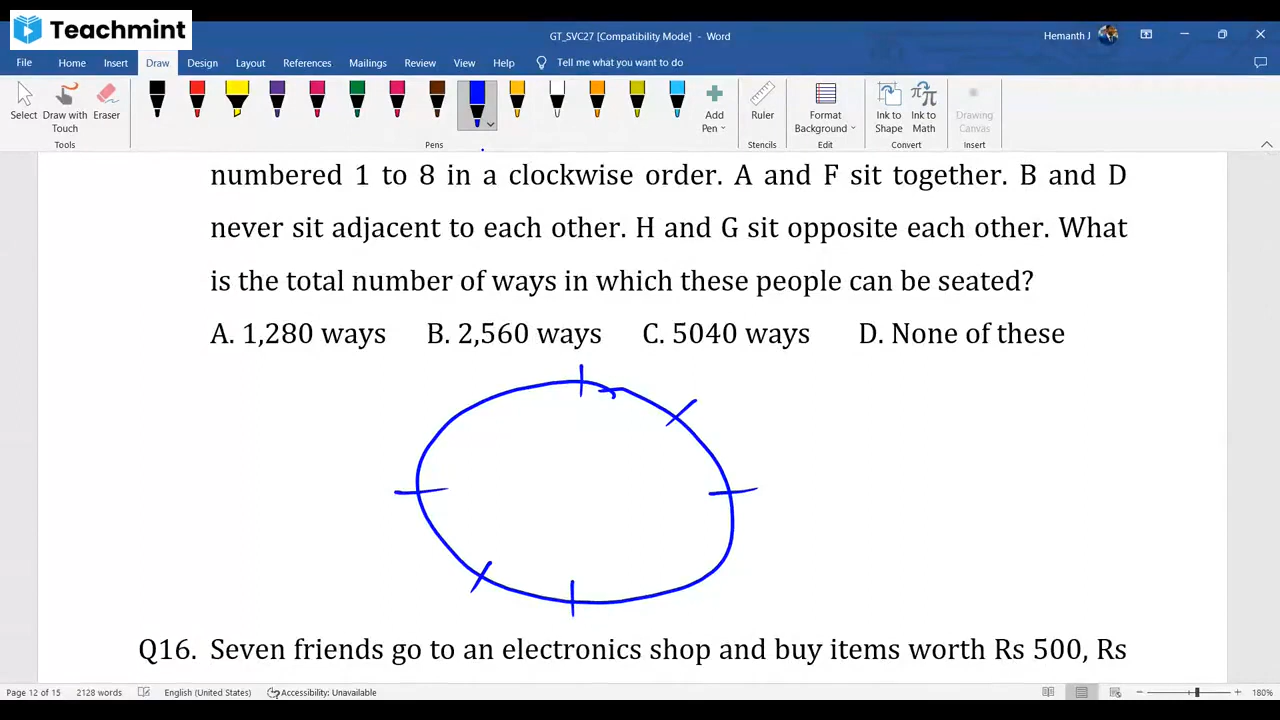 Teachmint
GT_SVC27 [Compatibility Mode] - Word
Hemanth J
File Home Insert Draw Design Layout References Mailings Review View Help Tell me what you want to do
Select Draw with Touch Eraser Add Pen Ruler Format Background Ink to Shape Ink to Math Drawing Canvas
Tools Pens Stencils Edit Convert Insert
numbered 1 to 8 in a clockwise order. A and F sit together. B and D
never sit adjacent to each other. H and G sit opposite each other. What
is the total number of ways in which these people can be seated?
A. 1,280 ways B. 2,560 ways C. 5040 ways D. None of these
Q16. Seven friends go to an electronics shop and buy items worth Rs 500, Rs
Page 12 of 15 2128 words English (United States) Accessibility: Unavailable 180%